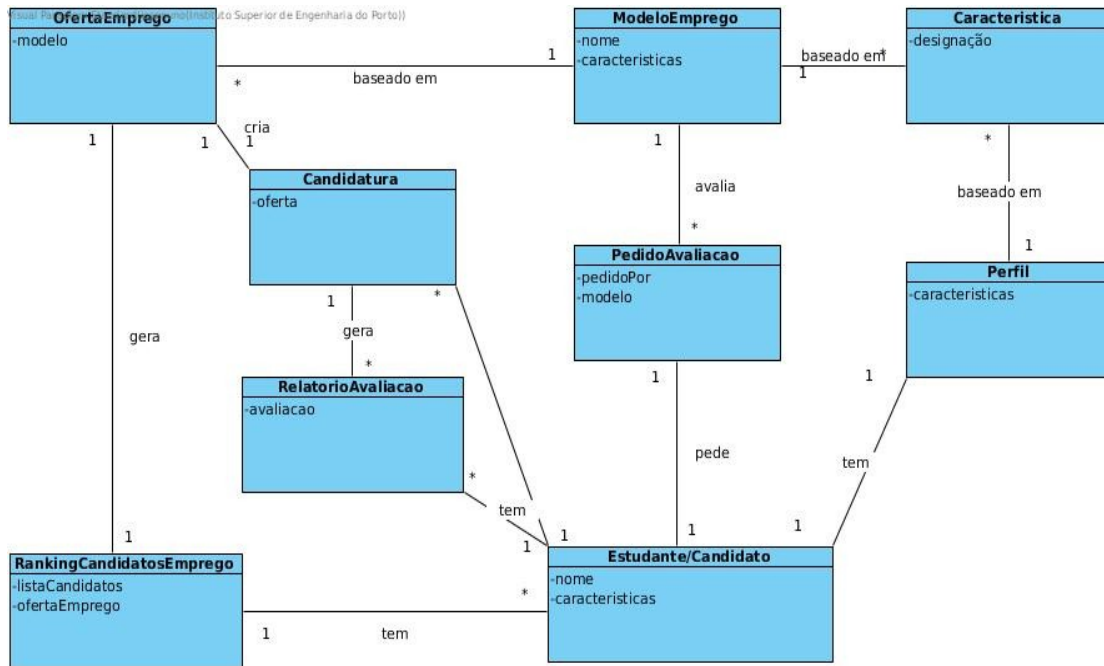 Instituto Superior de Engenharia do Porto))
OfertaEmprego
-modelo
ModeloEmprego
-nome
-caracteristicas
Caracteristica
-designação
*
baseado em
1
1
baseado em
*
1
1
1
cria
1
avalia
*
*
baseado em
1
Candidatura
-oferta
PedidoAvaliacao
-pedidoPor
-modelo
Perfil
-caracteristicas
gera
1
gera
*
*
RelatorioAvaliacao
-avaliacao
*
tem
1
1
1
pede
1
1
tem
1
1
RankingCandidatosEmprego
-listaCandidatos
-ofertaEmprego
Estudante/Candidato
-nome
-caracteristicas
1
tem
*